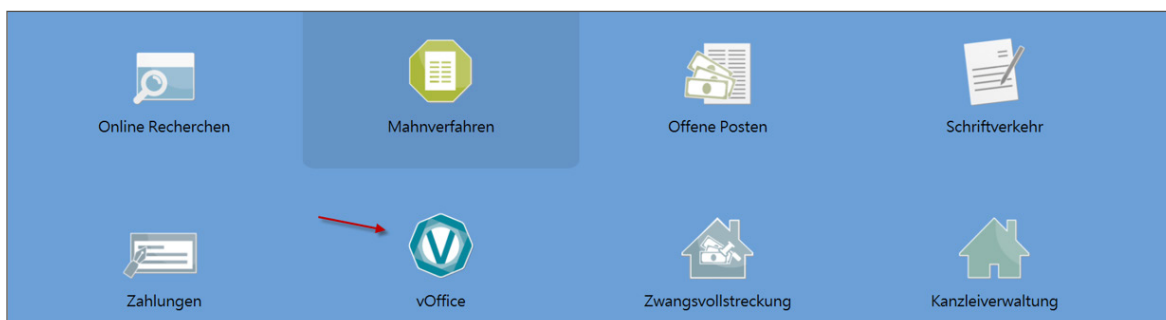 Online Recherchen
Mahnverfahren
Offene Posten
Schriftverkehr
Zahlungen
vOffice
Zwangsvollstreckung
Kanzleiverwaltung